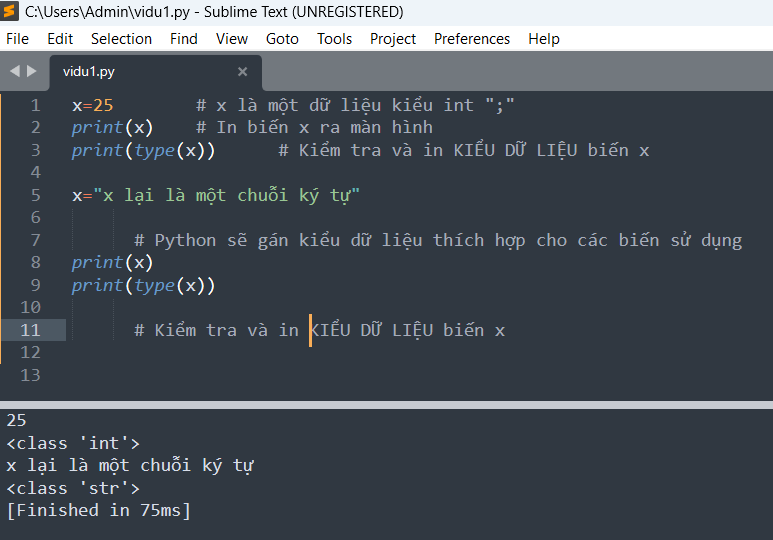 C:\Users\Admin\vidu1.py - Sublime Text (UNREGISTERED)
File Edit Selection Find View Goto Tools Project Preferences Help
vidu1.py ×
1 x=25 # x là một dữ liệu kiểu int ";"
2 print(x) # In biến x ra màn hình
3 print(type(x)) # Kiểm tra và in KIỂU DỮ LIỆU biến x
4
5 x="x lại là một chuỗi ký tự"
6
7 # Python sẽ gán kiểu dữ liệu thích hợp cho các biến sử dụng
8 print(x)
9 print(type(x))
10
11 # Kiểm tra và in KIỂU DỮ LIỆU biến x
12
13
25
<class 'int'>
x lại là một chuỗi ký tự
<class 'str'>
[Finished in 75ms]